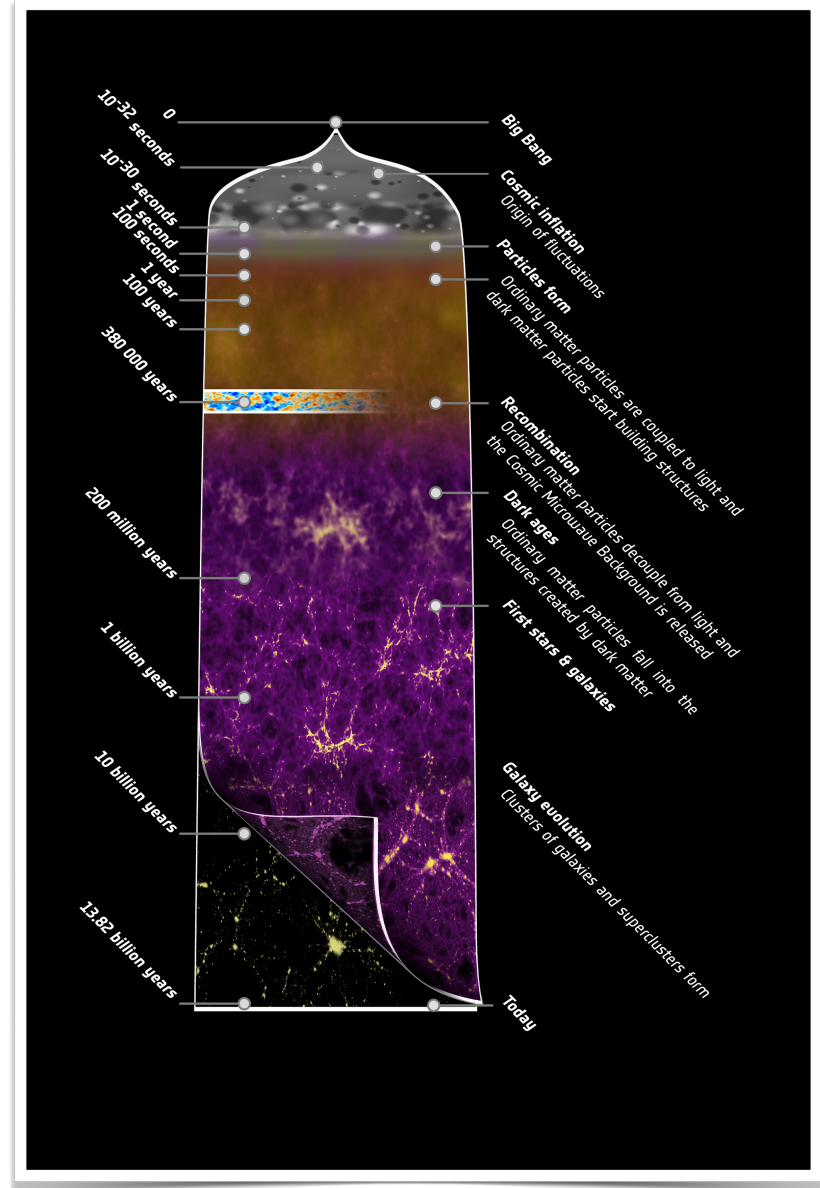 0
10-32 seconds
10-30 seconds
1 second
100 seconds
1 year
100 years
380 000 years
200 million years
1 billion years
10 billion years
13.82 billion years
Big Bang
Cosmic inflation
Origin of fluctuations
Particles form
Ordinary matter particles are coupled to light and
dark matter particles start building structures
Recombination
Ordinary matter particles decouple from light and
the Cosmic Microwave Background is released
Dark ages
Ordinary matter particles fall into the
structures created by dark matter
First stars & galaxies
Galaxy evolution
Clusters of galaxies and superclusters form
Today